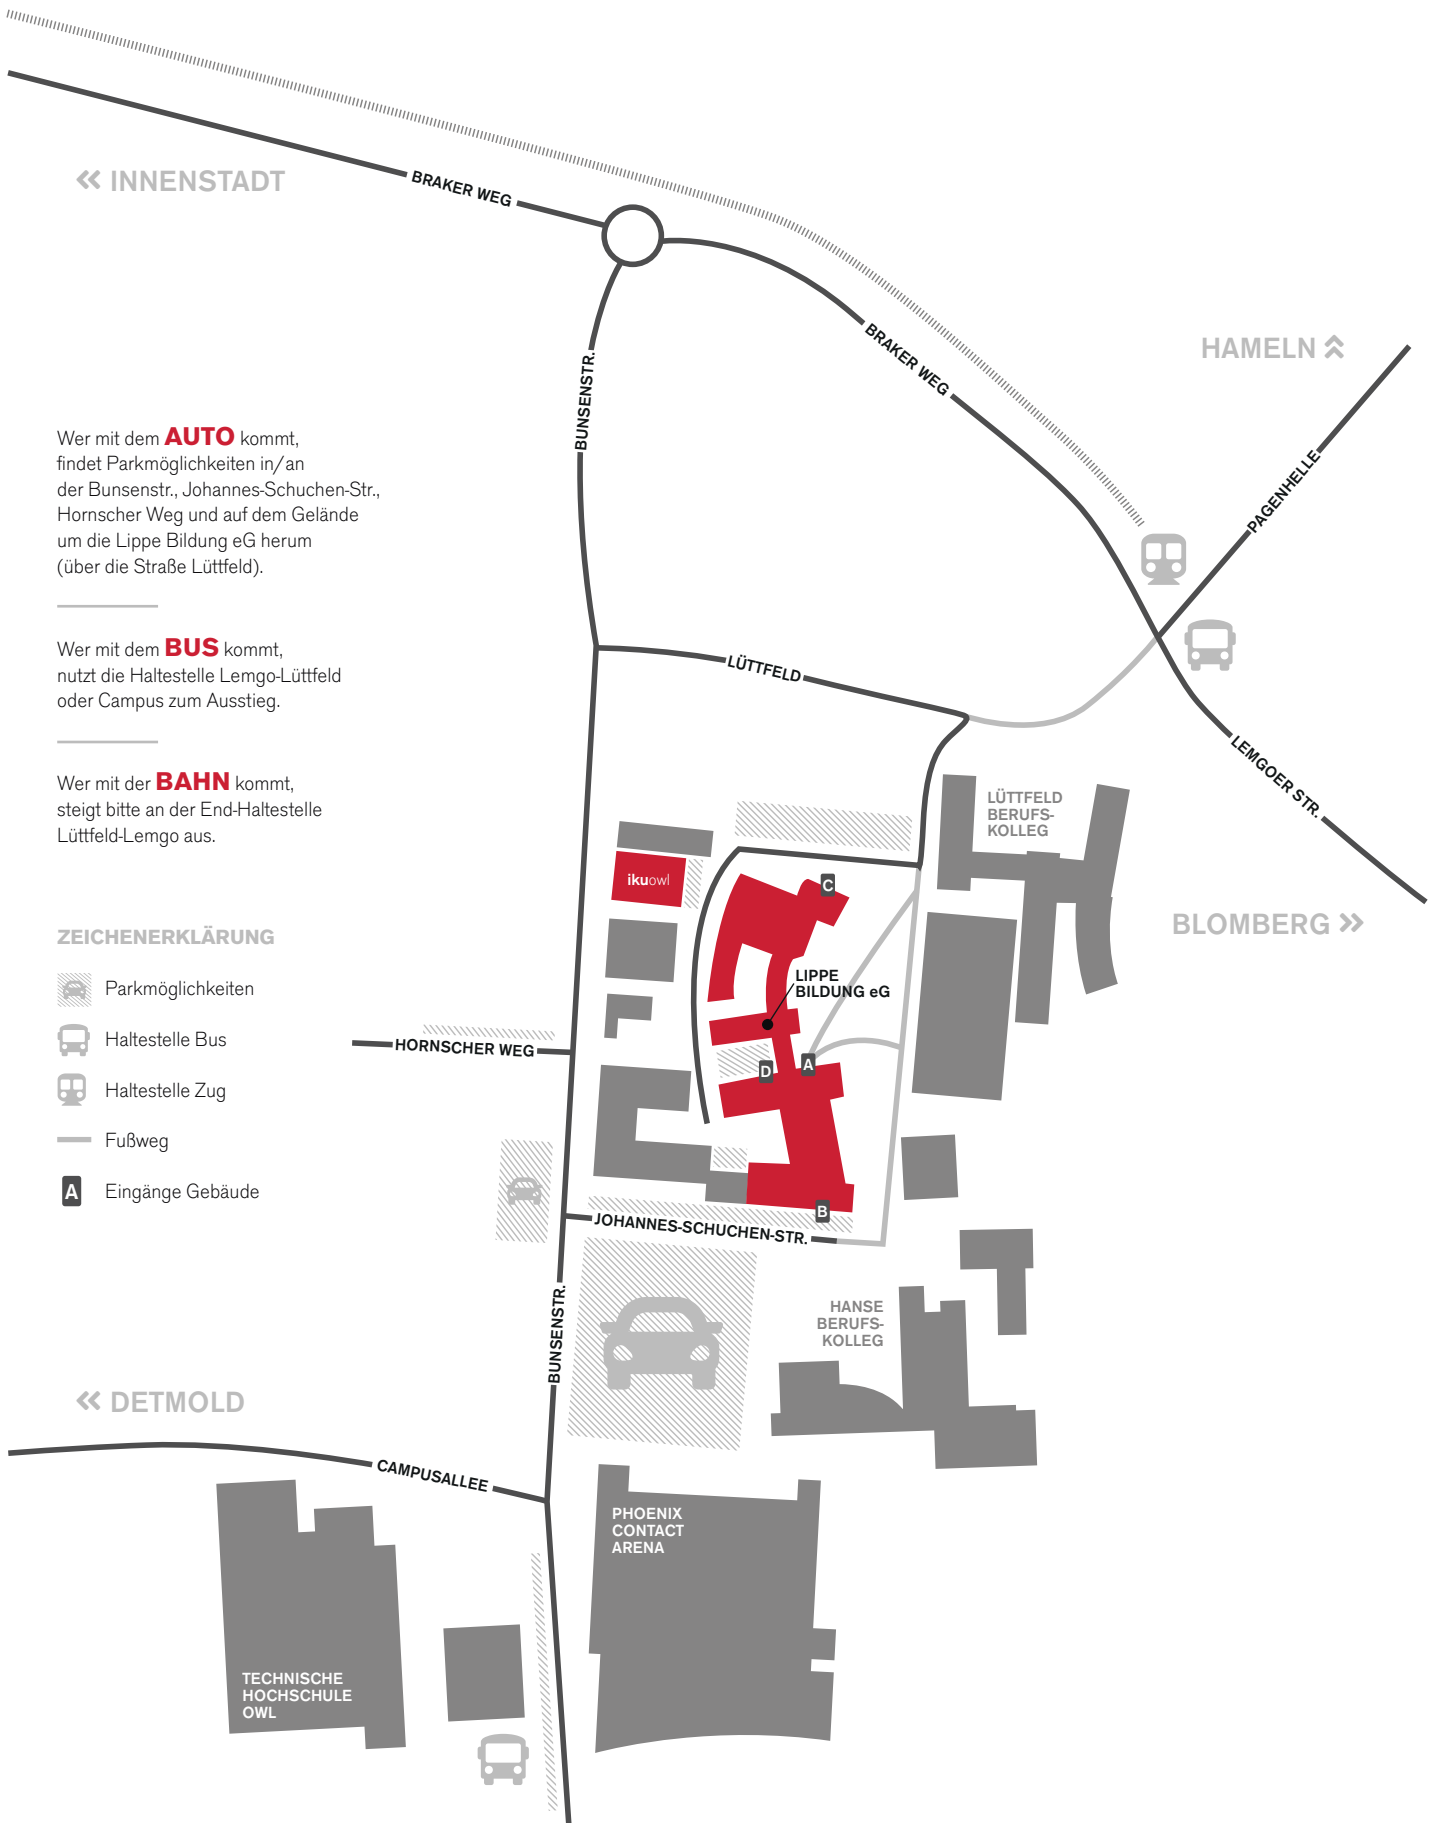 INNENSTADT
BRAKER WEG
BRAKER WEG
HAMELN
BUNSENSTR.
PAGENHELLE
Wer mit dem AUTO kommt,
findet Parkmöglichkeiten in/an
der Bunsenstr., Johannes-Schuchen-Str.,
Hornscher Weg und auf dem Gelände
um die Lippe Bildung eG herum
(über die Straße Lüttfeld).
Wer mit dem BUS kommt,
nutzt die Haltestelle Lemgo-Lüttfeld
oder Campus zum Ausstieg.
Wer mit der BAHN kommt,
steigt bitte an der End-Haltestelle
Lüttfeld-Lemgo aus.
LÜTTFELD
LEMGOER STR.
LÜTTFELD
BERUFS-
KOLLEG
ikuowl
C
BLOMBERG
LIPPE
BILDUNG eG
ZEICHENERKLÄRUNG
Parkmöglichkeiten
Haltestelle Bus
Haltestelle Zug
Fußweg
A Eingänge Gebäude
HORNSCHER WEG
D
A
B
JOHANNES-SCHUCHEN-STR.
BUNSENSTR.
HANSE
BERUFS-
KOLLEG
DETMOLD
CAMPUSALLEE
PHOENIX
CONTACT
ARENA
TECHNISCHE
HOCHSCHULE
OWL